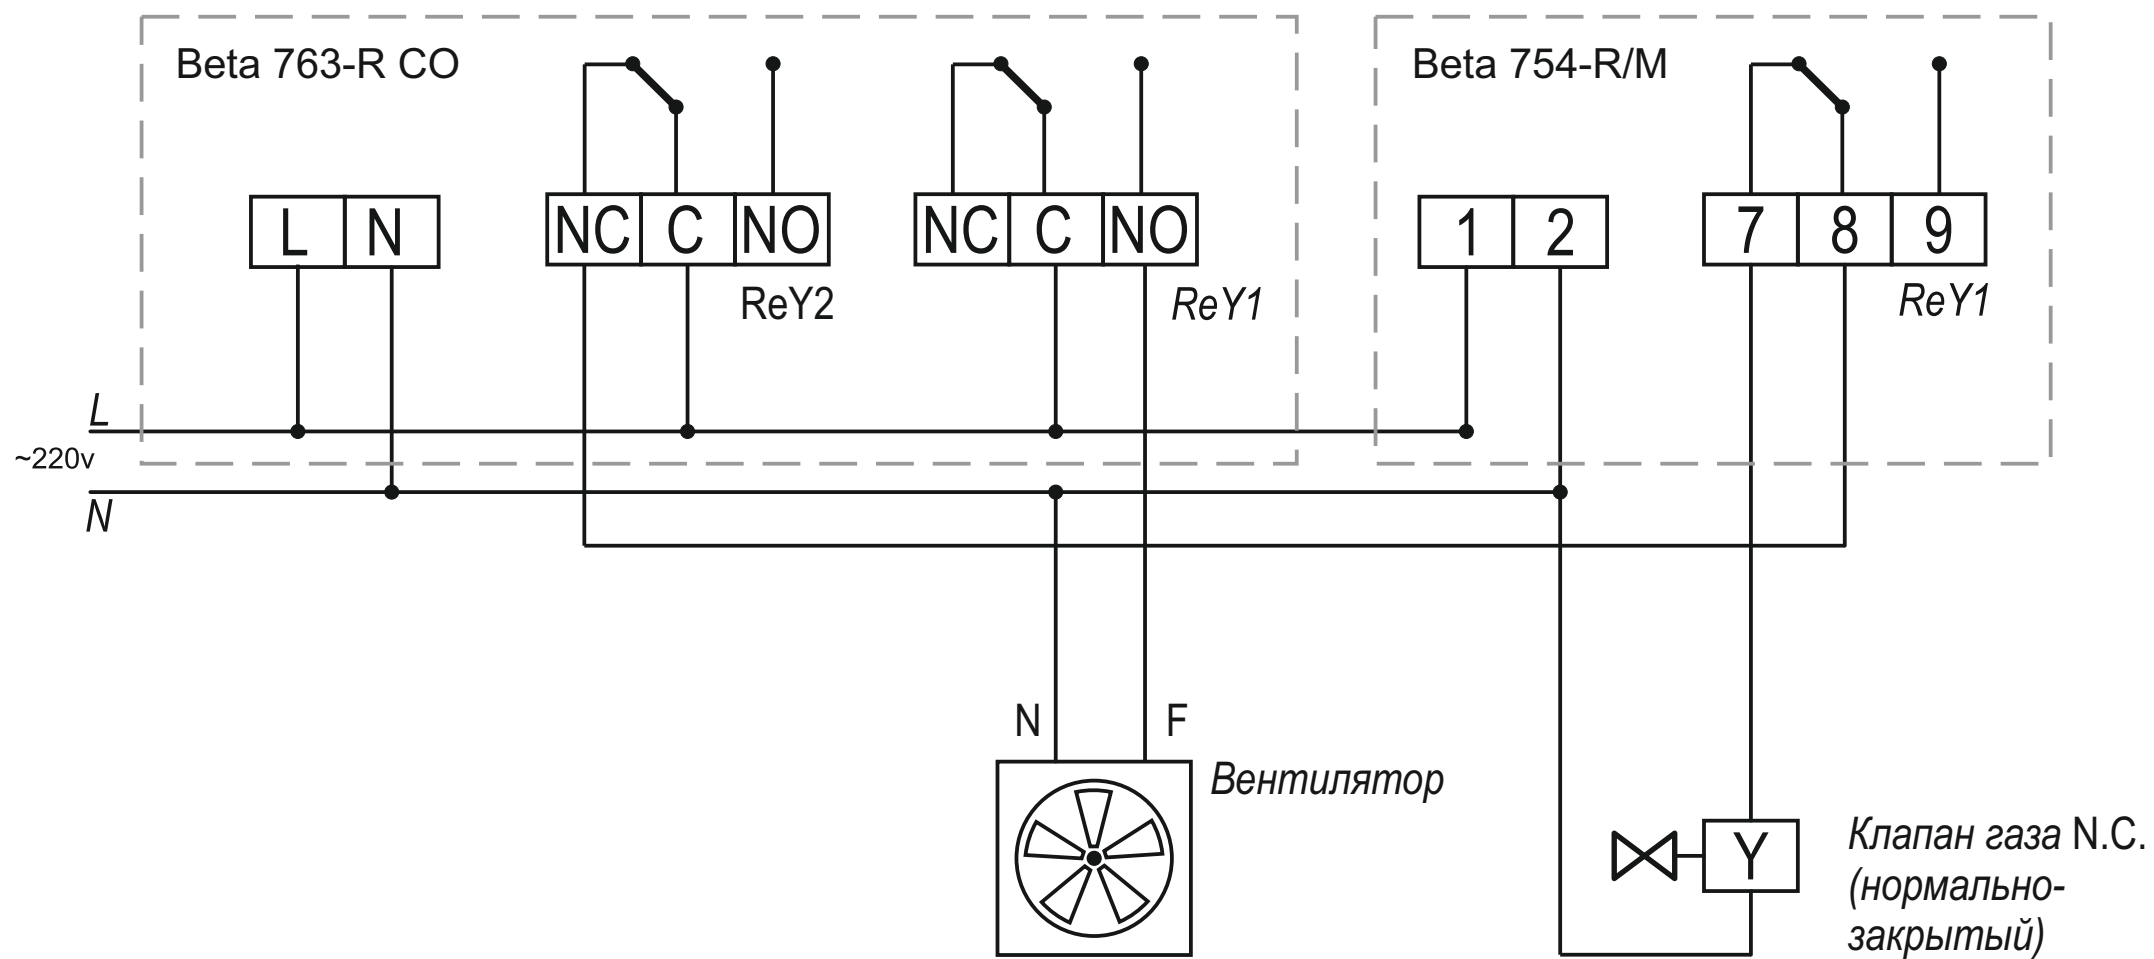 Beta 763-R CO
Beta 754-R/M
L N
NC C NO
NC C NO
1 2
7 8 9
ReY2
ReY1
ReY1
L
~220v
N
N F
Вентилятор
Y
Клапан газа N.C.
(нормально-
закрытый)